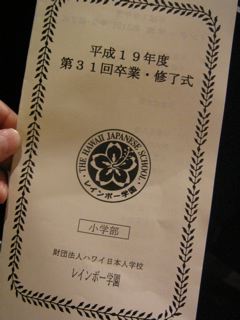 平成１９年度
第３１回卒業・修了式
THE HAWAII JAPANESE SCHOOL
レインボー学園
小学部
財団法人ハワイ日本人学校
レインボー学園